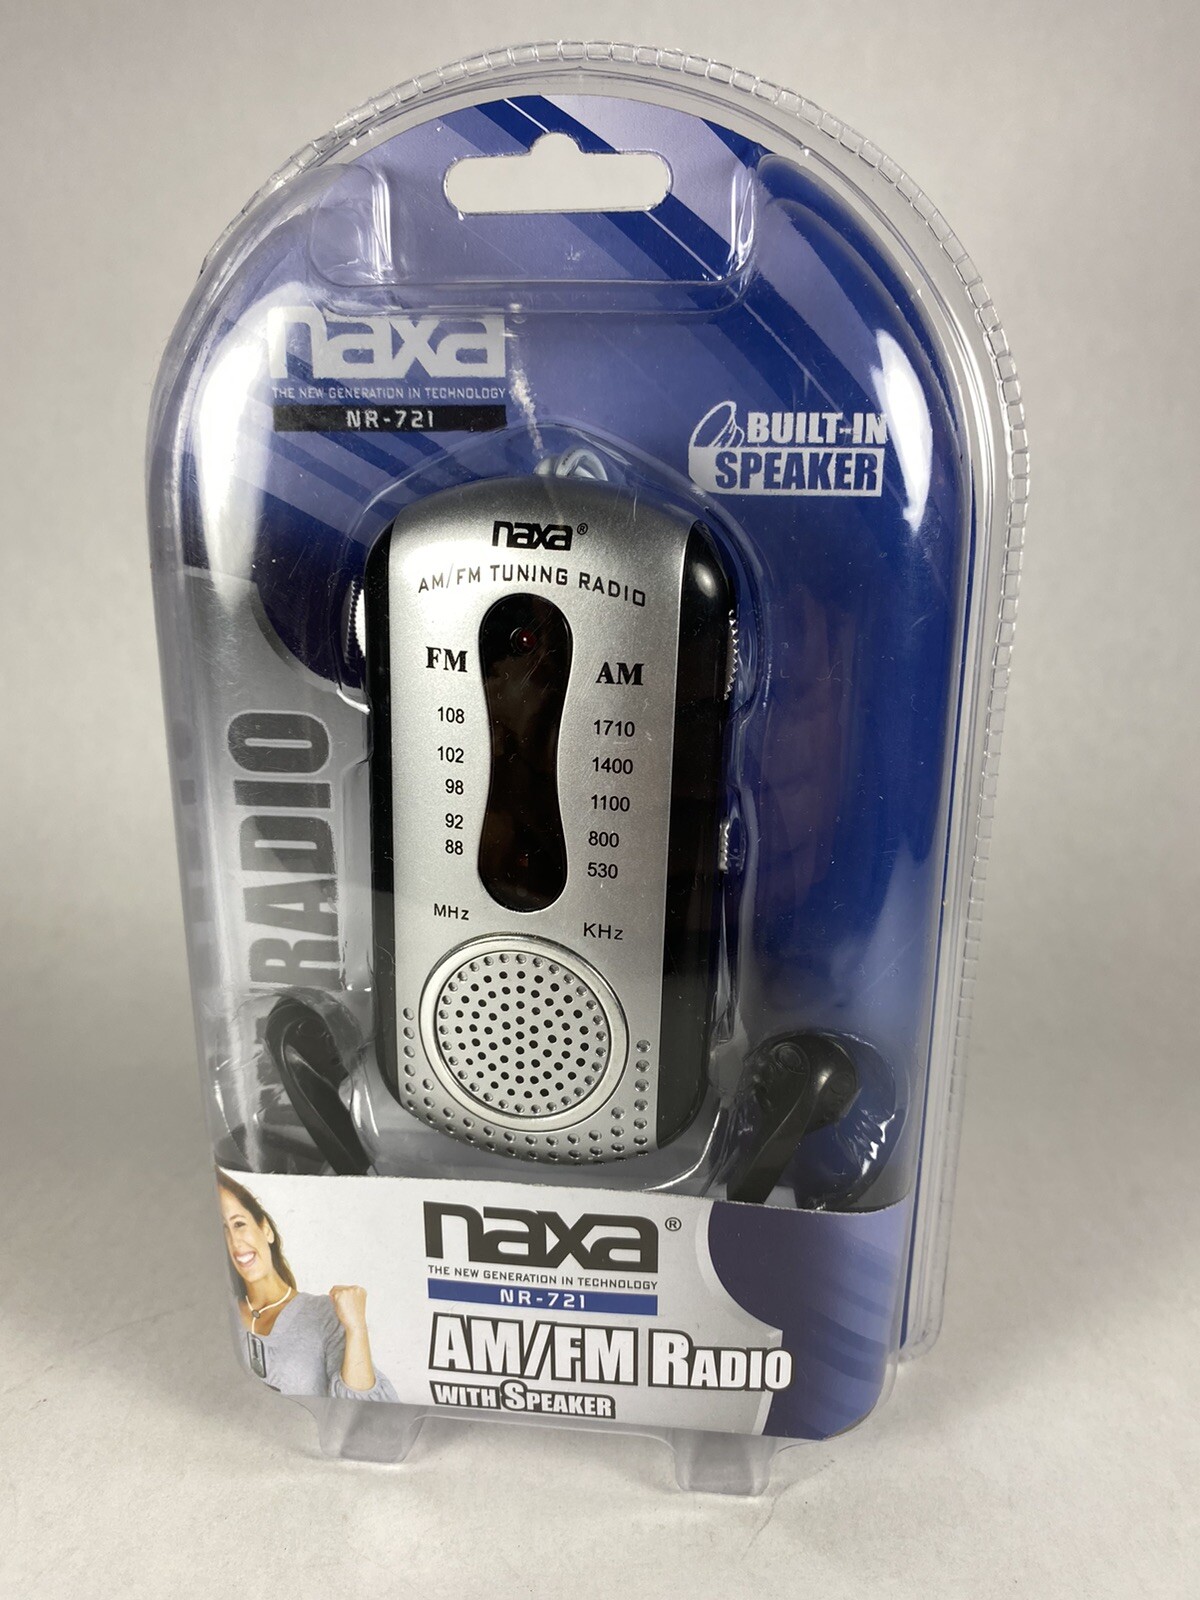 naxa
THE NEW GENERATION IN TECHNOLOGY
NR-721
BUILT-IN
SPEAKER
naxa®
AM/FM TUNING RADIO
FM AM
108 1710
102 1400
98 1100
92 800
88 530
MHz KHz
RADIO
naxa®
THE NEW GENERATION IN TECHNOLOGY
NR-721
AM/FM RADIO
WITH SPEAKER